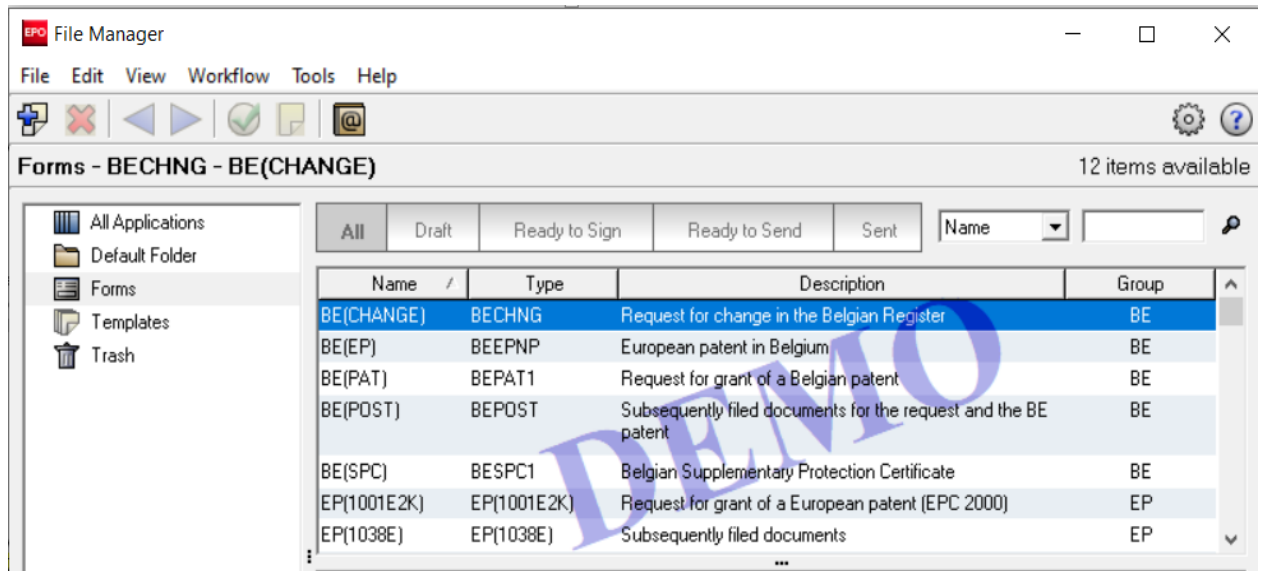 EPO File Manager
File Edit View Workflow Tools Help
@ ?
Forms - BECHNG - BE(CHANGE) 12 items available
All Applications
Default Folder
Forms
Templates
Trash
All Draft Ready to Sign Ready to Send Sent Name
Name Type Description Group
BE(CHANGE) BECHNG Request for change in the Belgian Register BE
BE(EP) BEEPNP European patent in Belgium BE
BE(PAT) BEPAT1 Request for grant of a Belgian patent BE
BE(POST) BEPOST Subsequently filed documents for the request and the BE BE
patent
BE(SPC) BESPC1 Belgian Supplementary Protection Certificate BE
EP(1001E2K) EP(1001E2K) Request for grant of a European patent (EPC 2000) EP
EP(1038E) EP(1038E) Subsequently filed documents EP
DEMO